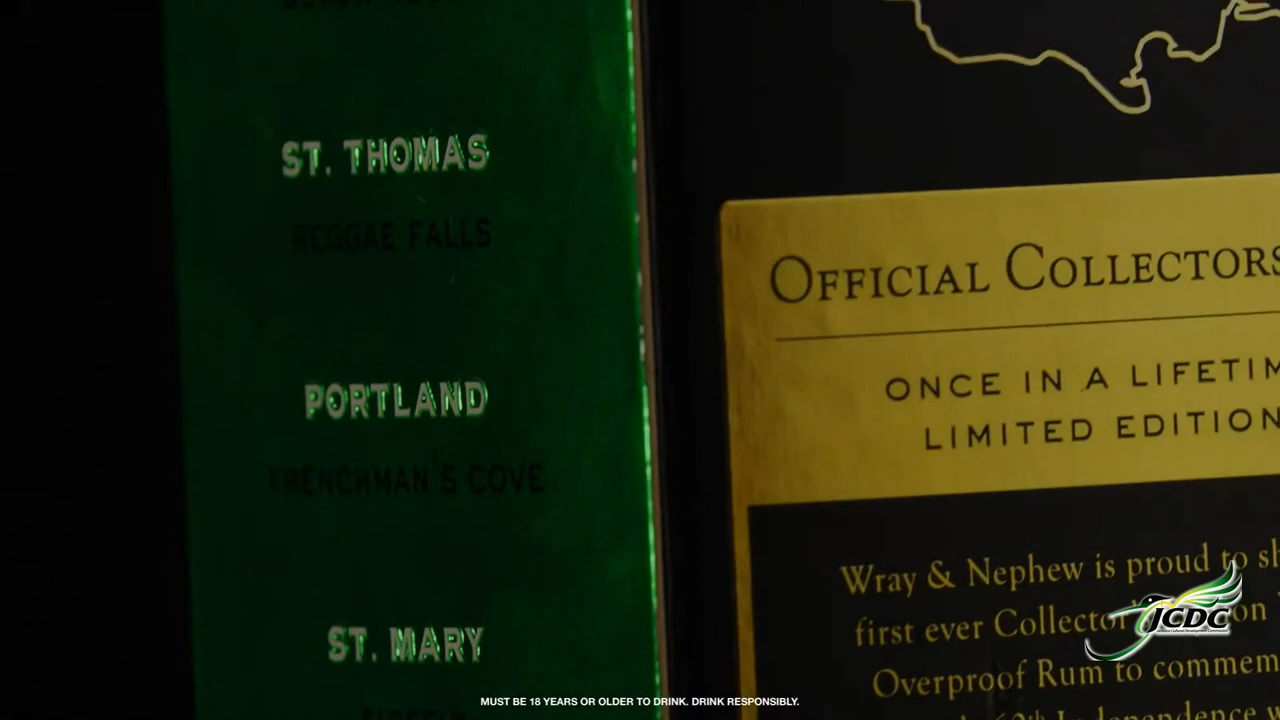 ST. THOMAS
REGGAE FALLS
PORTLAND
FRENCHMAN'S COVE
ST. MARY
OFFICIAL COLLECTORS
ONCE IN A LIFETIM
LIMITED EDITION
Wray & Nephew is proud to sh
first ever Collector
Overproof Rum to commem
60th Independence
JCDC
MUST BE 18 YEARS OR OLDER TO DRINK. DRINK RESPONSIBLY.